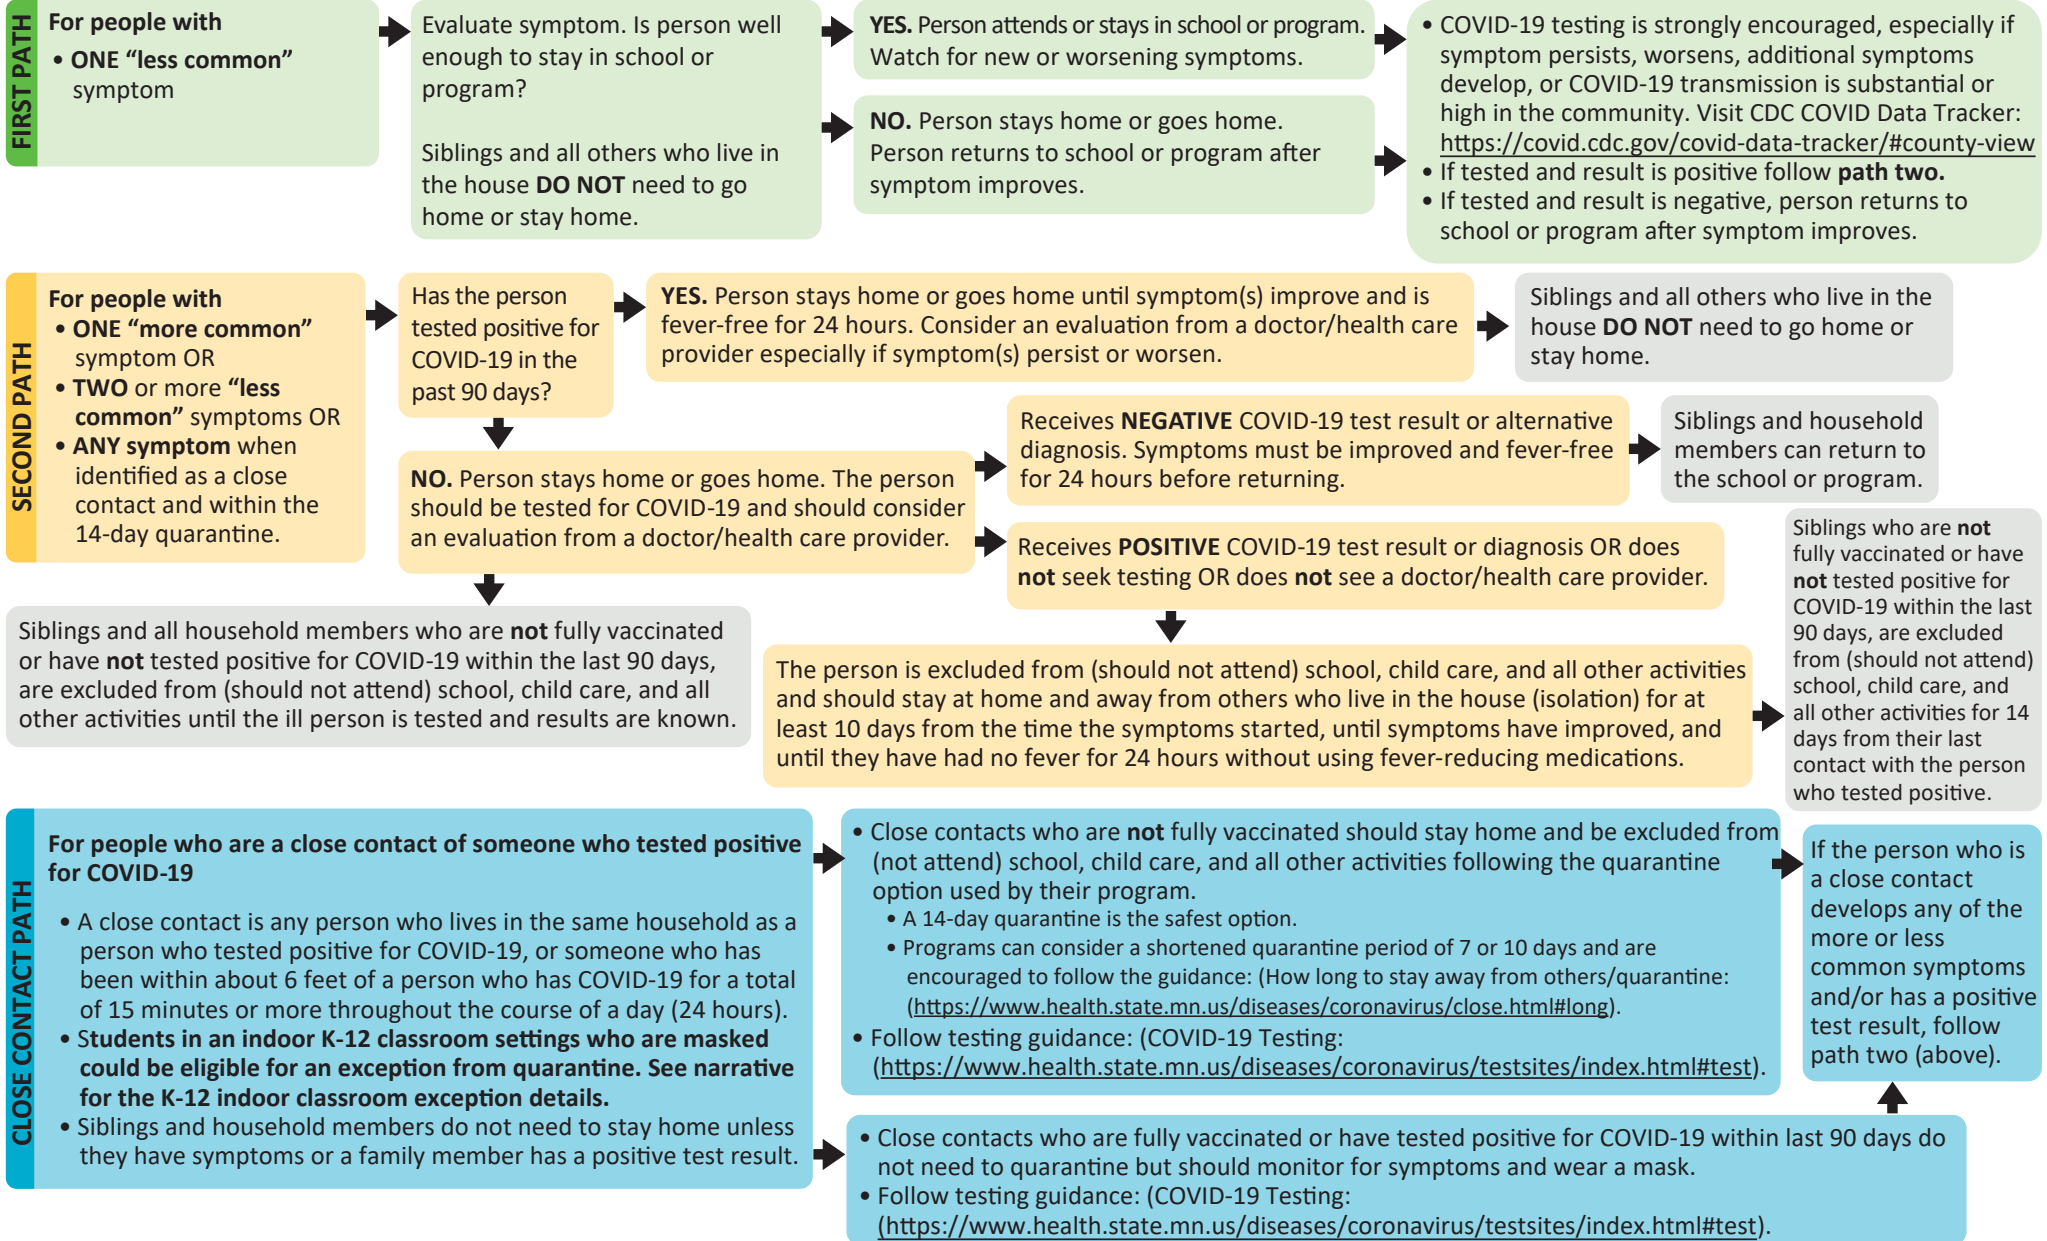 FIRST PATH
For people with
• ONE “less common”
symptom
Evaluate symptom. Is person well
enough to stay in school or
program?
Siblings and all others who live in
the house DO NOT need to go
home or stay home.
YES. Person attends or stays in school or program.
Watch for new or worsening symptoms.
NO. Person stays home or goes home.
Person returns to school or program after
symptom improves.
• COVID-19 testing is strongly encouraged, especially if
symptom persists, worsens, additional symptoms
develop, or COVID-19 transmission is substantial or
high in the community. Visit CDC COVID Data Tracker:
https://covid.cdc.gov/covid-data-tracker/#county-view
• If tested and result is positive follow path two.
• If tested and result is negative, person returns to
school or program after symptom improves.
SECOND PATH
For people with
• ONE “more common”
symptom OR
• TWO or more “less
common” symptoms OR
• ANY symptom when
identified as a close
contact and within the
14-day quarantine.
Has the person
tested positive for
COVID-19 in the
past 90 days?
YES. Person stays home or goes home until symptom(s) improve and is
fever-free for 24 hours. Consider an evaluation from a doctor/health care
provider especially if symptom(s) persist or worsen.
Siblings and all others who live in the
house DO NOT need to go home or
stay home.
NO. Person stays home or goes home. The person
should be tested for COVID-19 and should consider
an evaluation from a doctor/health care provider.
Receives NEGATIVE COVID-19 test result or alternative
diagnosis. Symptoms must be improved and fever-free
for 24 hours before returning.
Siblings and household
members can return to
the school or program.
Receives POSITIVE COVID-19 test result or diagnosis OR does
not seek testing OR does not see a doctor/health care provider.
Siblings and all household members who are not fully vaccinated
or have not tested positive for COVID-19 within the last 90 days,
are excluded from (should not attend) school, child care, and all
other activities until the ill person is tested and results are known.
The person is excluded from (should not attend) school, child care, and all other activities
and should stay at home and away from others who live in the house (isolation) for at
least 10 days from the time the symptoms started, until symptoms have improved, and
until they have had no fever for 24 hours without using fever-reducing medications.
Siblings who are not
fully vaccinated or have
not tested positive for
COVID-19 within the last
90 days, are excluded
from (should not attend)
school, child care, and
all other activities for 14
days from their last
contact with the person
who tested positive.
CLOSE CONTACT PATH
For people who are a close contact of someone who tested positive
for COVID-19
• A close contact is any person who lives in the same household as a
person who tested positive for COVID-19, or someone who has
been within about 6 feet of a person who has COVID-19 for a total
of 15 minutes or more throughout the course of a day (24 hours).
• Students in an indoor K-12 classroom settings who are masked
could be eligible for an exception from quarantine. See narrative
for the K-12 indoor classroom exception details.
• Siblings and household members do not need to stay home unless
they have symptoms or a family member has a positive test result.
• Close contacts who are not fully vaccinated should stay home and be excluded from
(not attend) school, child care, and all other activities following the quarantine
option used by their program.
• A 14-day quarantine is the safest option.
• Programs can consider a shortened quarantine period of 7 or 10 days and are
encouraged to follow the guidance: (How long to stay away from others/quarantine:
(https://www.health.state.mn.us/diseases/coronavirus/close.html#long).
• Follow testing guidance: (COVID-19 Testing:
(https://www.health.state.mn.us/diseases/coronavirus/testsites/index.html#test).
If the person who is
a close contact
develops any of the
more or less
common symptoms
and/or has a positive
test result, follow
path two (above).
• Close contacts who are fully vaccinated or have tested positive for COVID-19 within last 90 days do
not need to quarantine but should monitor for symptoms and wear a mask.
• Follow testing guidance: (COVID-19 Testing:
(https://www.health.state.mn.us/diseases/coronavirus/testsites/index.html#test).